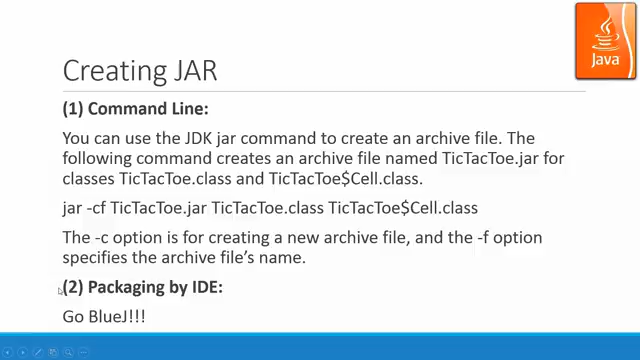 Java
Creating JAR
(1) Command Line:
You can use the JDK jar command to create an archive file. The
following command creates an archive file named TicTacToe.jar for
classes TicTacToe.class and TicTacToe$Cell.class.
jar -cf TicTacToe.jar TicTacToe.class TicTacToe$Cell.class
The -c option is for creating a new archive file, and the -f option
specifies the archive file's name.
(2) Packaging by IDE:
Go BlueJ!!!